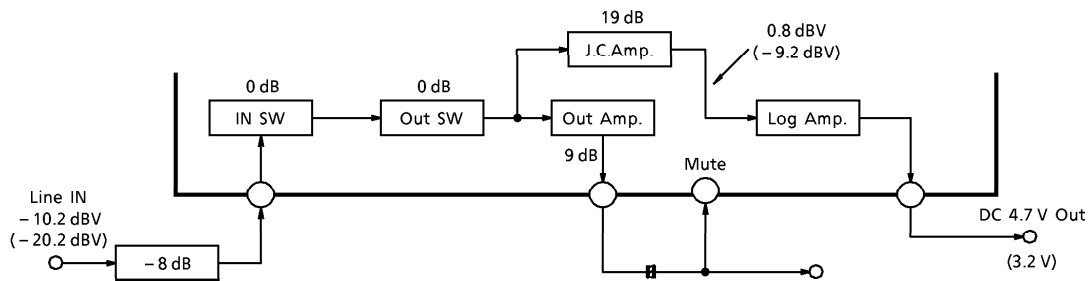 19 dB
J.C.Amp.
0.8 dBV
(−9.2 dBV)
0 dB
IN SW
0 dB
Out SW
Out Amp.
Log Amp.
9 dB
Mute
Line IN
−10.2 dBV
(−20.2 dBV)
−8 dB
DC 4.7 V Out
(3.2 V)